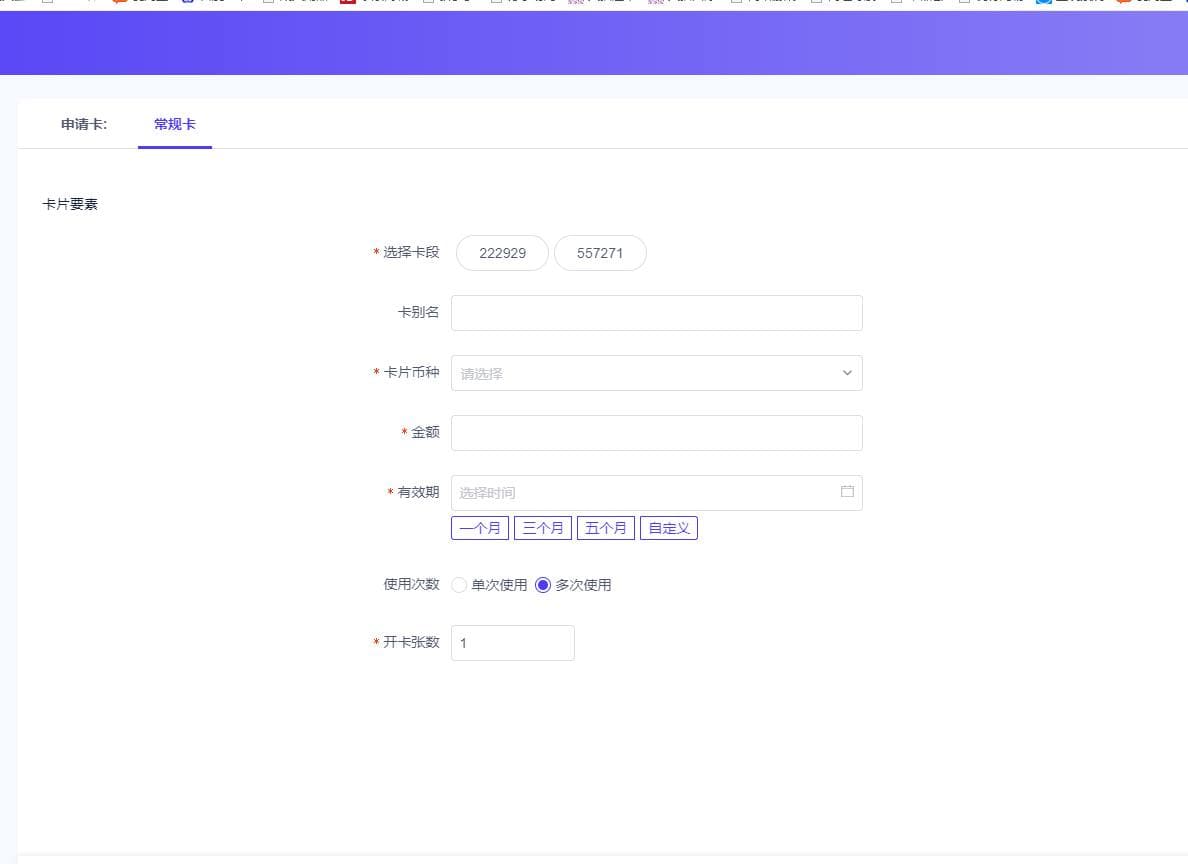 申请卡:
常规卡
卡片要素
* 选择卡段 222929 557271
卡别名
* 卡片币种 请选择
* 金额
* 有效期 选择时间
一个月 三个月 五个月 自定义
使用次数 单次使用 多次使用
* 开卡张数 1